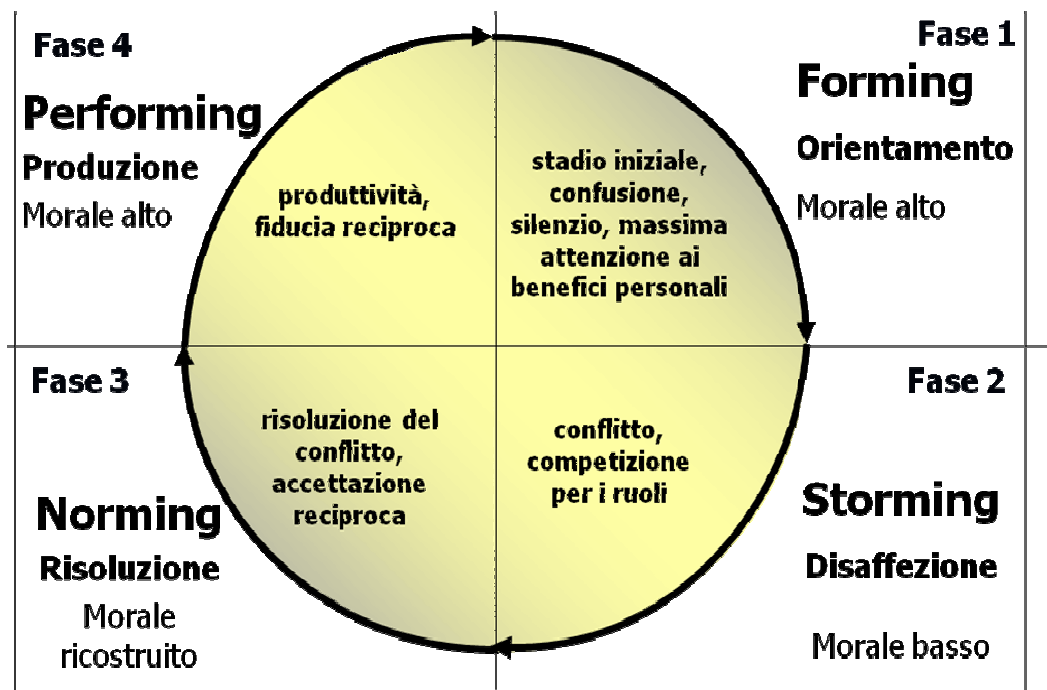 Fase 4
Performing
Produzione
Morale alto
produttività,
fiducia reciproca
Fase 1
Forming
Orientamento
Morale alto
stadio iniziale,
confusione,
silenzio, massima
attenzione ai
benefici personali
Fase 3
Norming
Risoluzione
Morale
ricostruito
risoluzione del
conflitto,
accettazione
reciproca
Fase 2
Storming
Disaffezione
Morale basso
conflitto,
competizione
per i ruoli